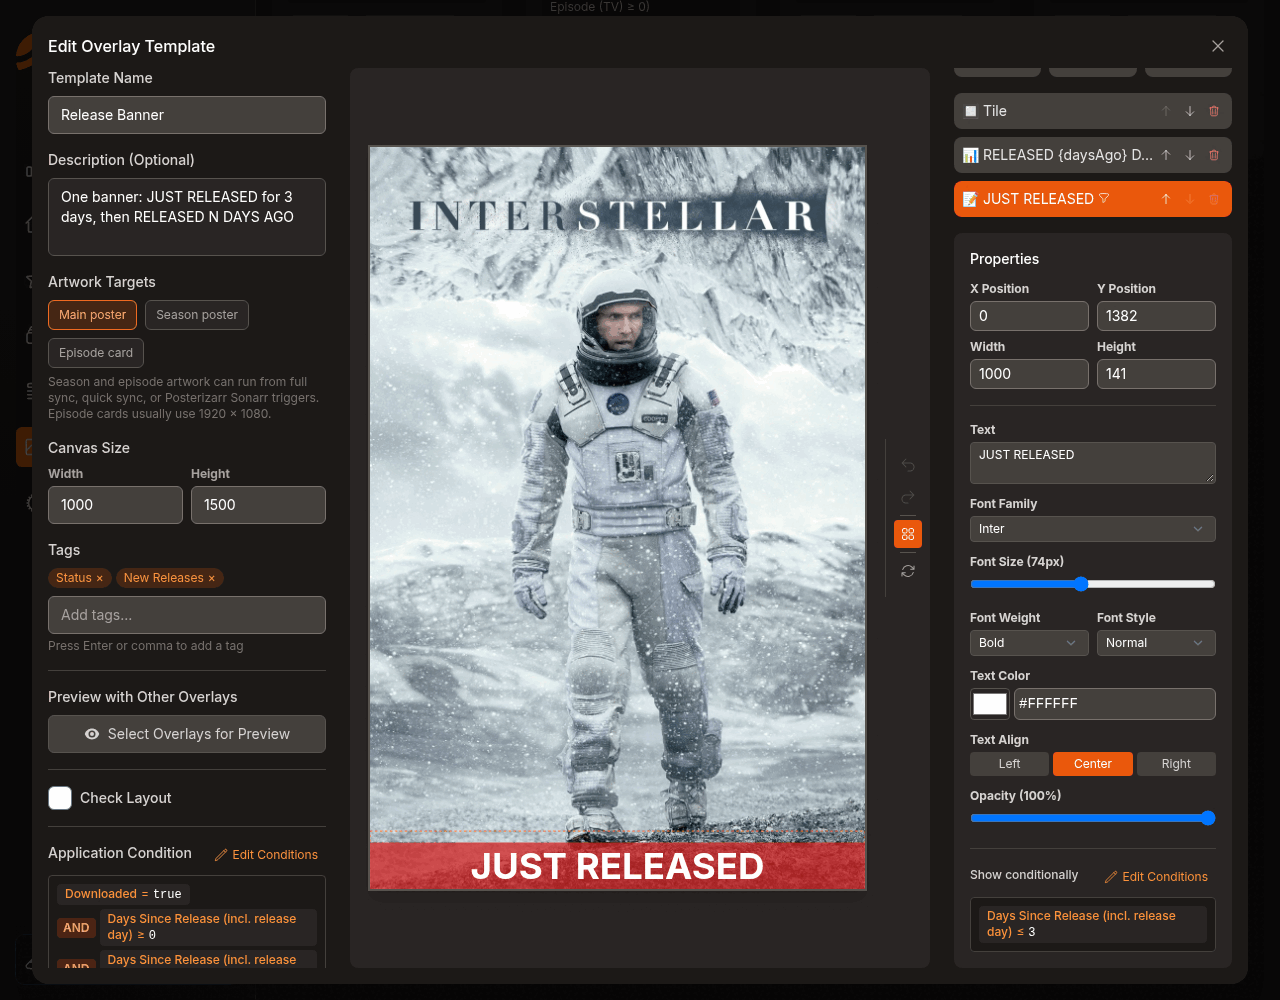 Episode (TV) ≥ 0)
Edit Overlay Template
Template Name
Release Banner
Description (Optional)
One banner: JUST RELEASED for 3
days, then RELEASED N DAYS AGO
Artwork Targets
Main poster
Season poster
Episode card
Season and episode artwork can run from full
sync, quick sync, or Posterizarr Sonarr triggers.
Episode cards usually use 1920 × 1080.
Canvas Size
Width
Height
1000
1500
Tags
Status ×
New Releases ×
Add tags...
Press Enter or comma to add a tag
Preview with Other Overlays
Select Overlays for Preview
Check Layout
Application Condition
Edit Conditions
Downloaded = true
AND
Days Since Release (incl. release
day) ≥ 0
AND
Days Since Release (incl. release
INTERSTELLAR
COOPER
JUST RELEASED
Tile
RELEASED {daysAgo} D...
JUST RELEASED
Properties
X Position
Y Position
0
1382
Width
Height
1000
141
Text
JUST RELEASED
Font Family
Inter
Font Size (74px)
Font Weight
Font Style
Bold
Normal
Text Color
#FFFFFF
Text Align
Left
Center
Right
Opacity (100%)
Show conditionally
Edit Conditions
Days Since Release (incl. release
day) ≤ 3